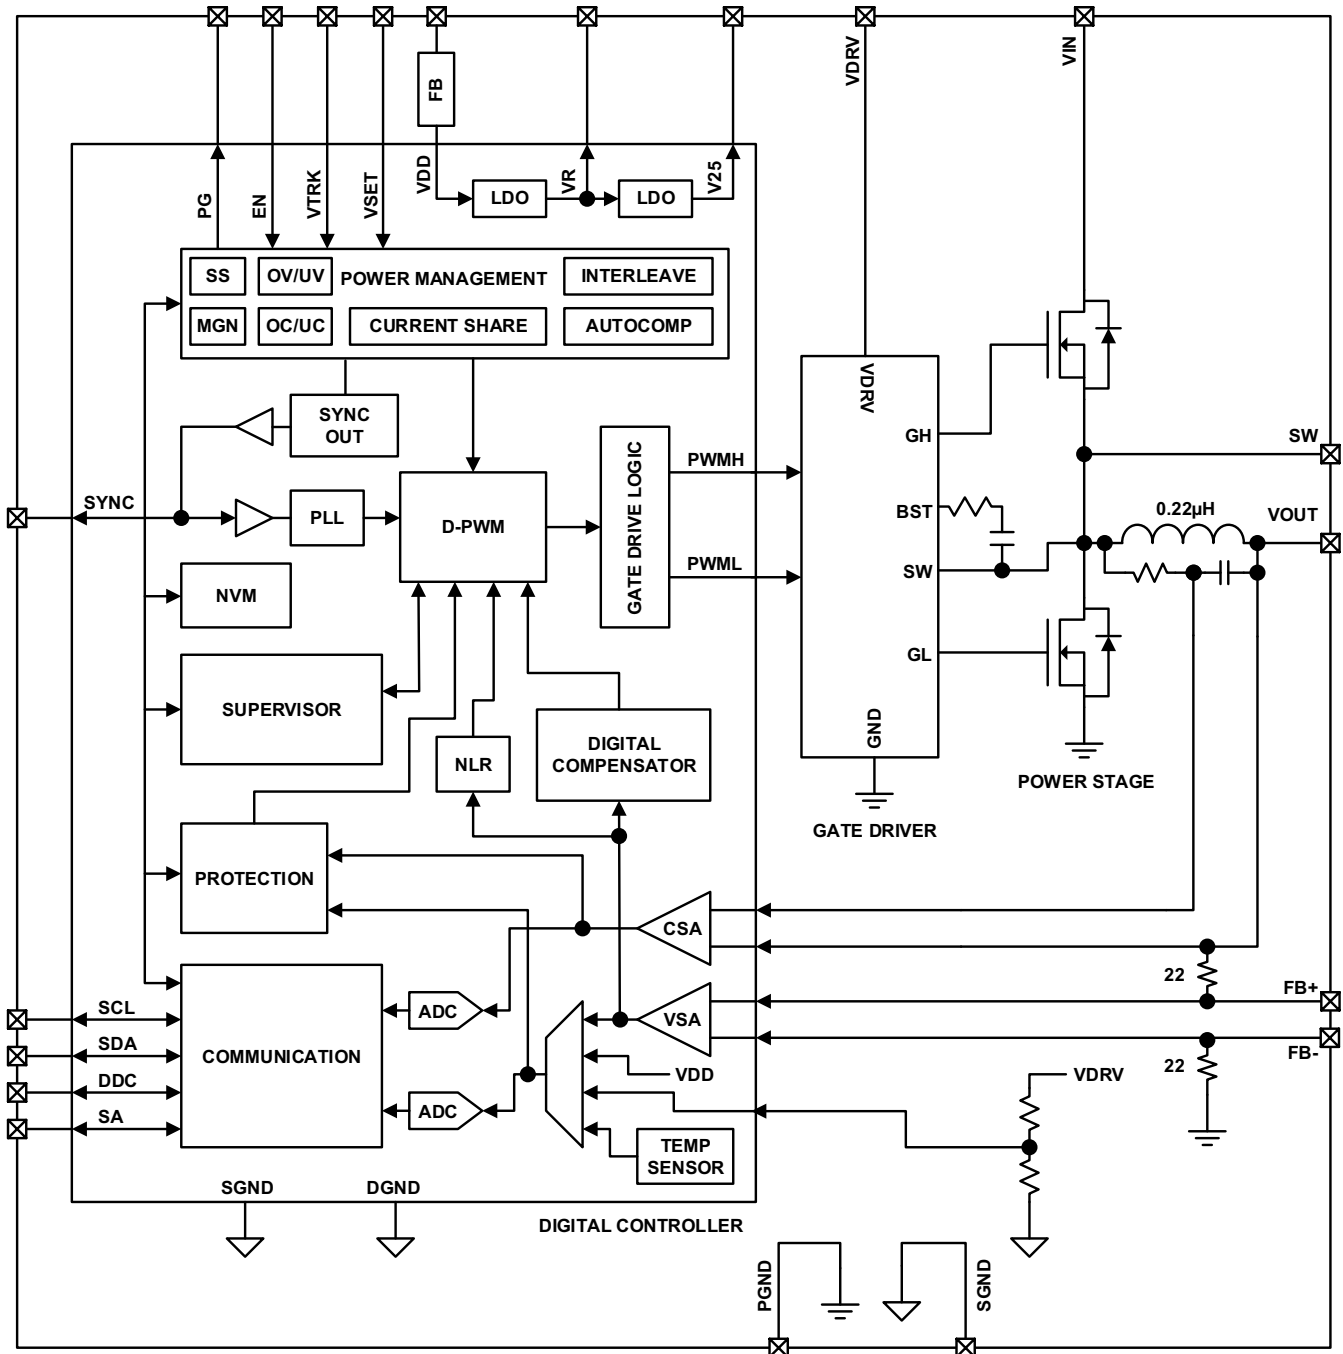 VDRV
VIN
FB
PG
EN
VTRK
VSET
VDD
LDO
VR
LDO
V25
SS
OV/UV
POWER MANAGEMENT
INTERLEAVE
MGN
OC/UC
CURRENT SHARE
AUTOCOMP
SYNC
OUT
SYNC
PLL
D-PWM
GATE DRIVE LOGIC
PWMH
PWML
VDRV
GH
BST
SW
GL
GND
GATE DRIVER
SW
0.22µH
VOUT
POWER STAGE
NVM
SUPERVISOR
NLR
DIGITAL
COMPENSATOR
PROTECTION
CSA
22
FB+
SCL
SDA
DDC
SA
COMMUNICATION
ADC
ADC
VSA
VDD
FB-
22
VDRV
TEMP
SENSOR
SGND
DGND
DIGITAL CONTROLLER
PGND
SGND